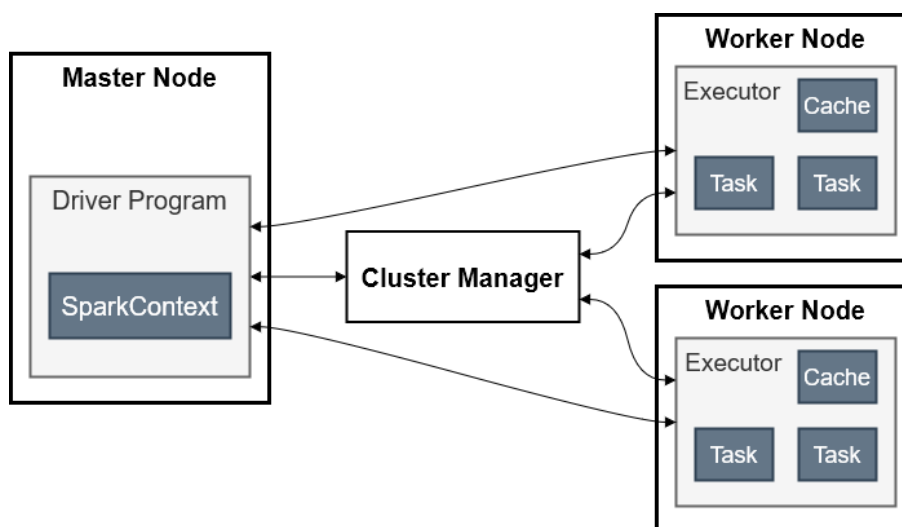 Master Node
Driver Program
SparkContext
Cluster Manager
Worker Node
Executor
Cache
Task
Task
Worker Node
Executor
Cache
Task
Task